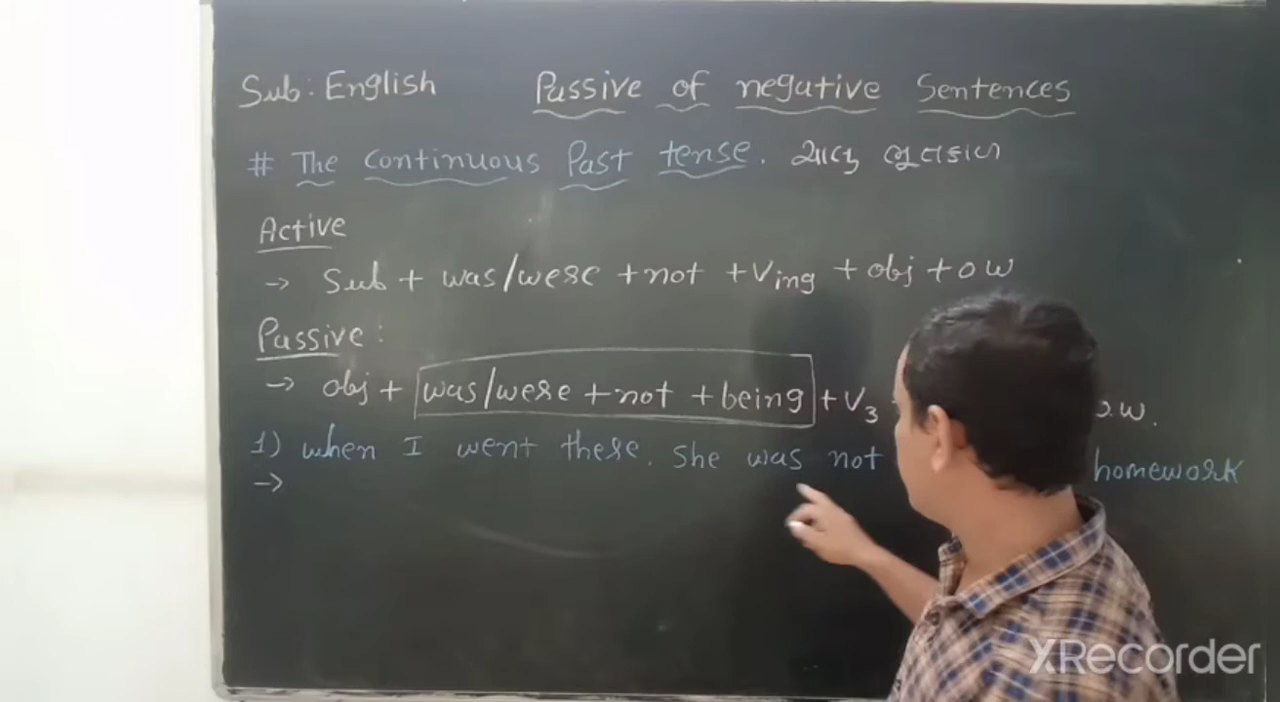 Sub: English Passive of negative Sentences
# The continuous Past tense. ચાલુ ભૂતકાળ
Active
→ Sub + was/were + not + Ving + obj + o w
Passive:
→ obj + was/were + not + being + V3 o.w.
1) when I went there. She was not homework
→
XRecorder